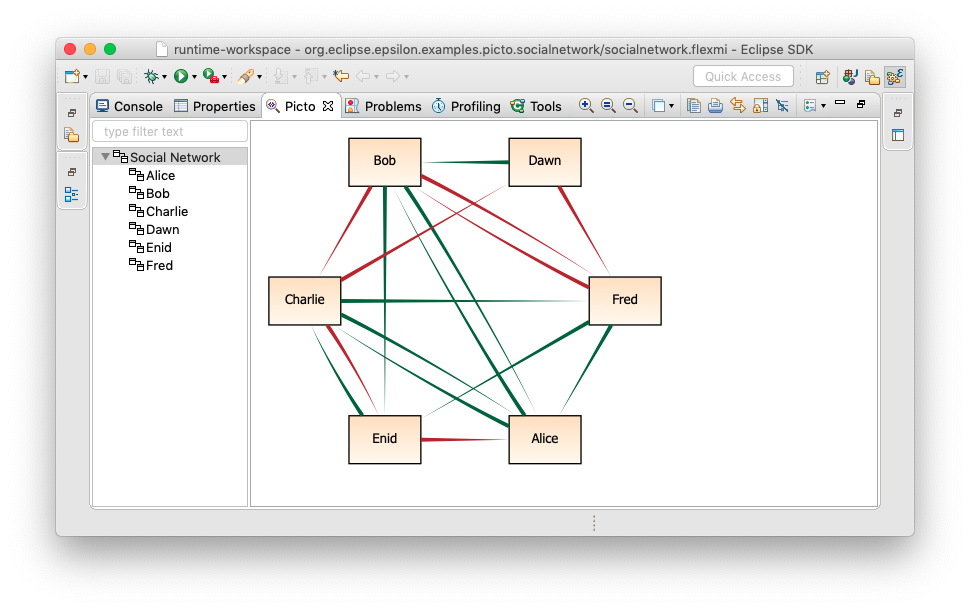 runtime-workspace - org.eclipse.epsilon.examples.picto.socialnetwork/socialnetwork.flexmi - Eclipse SDK
Quick Access
Console Properties Picto Problems Profiling Tools
type filter text
Social Network
Alice
Bob
Charlie
Dawn
Enid
Fred
Bob Dawn
Charlie Fred
Enid Alice